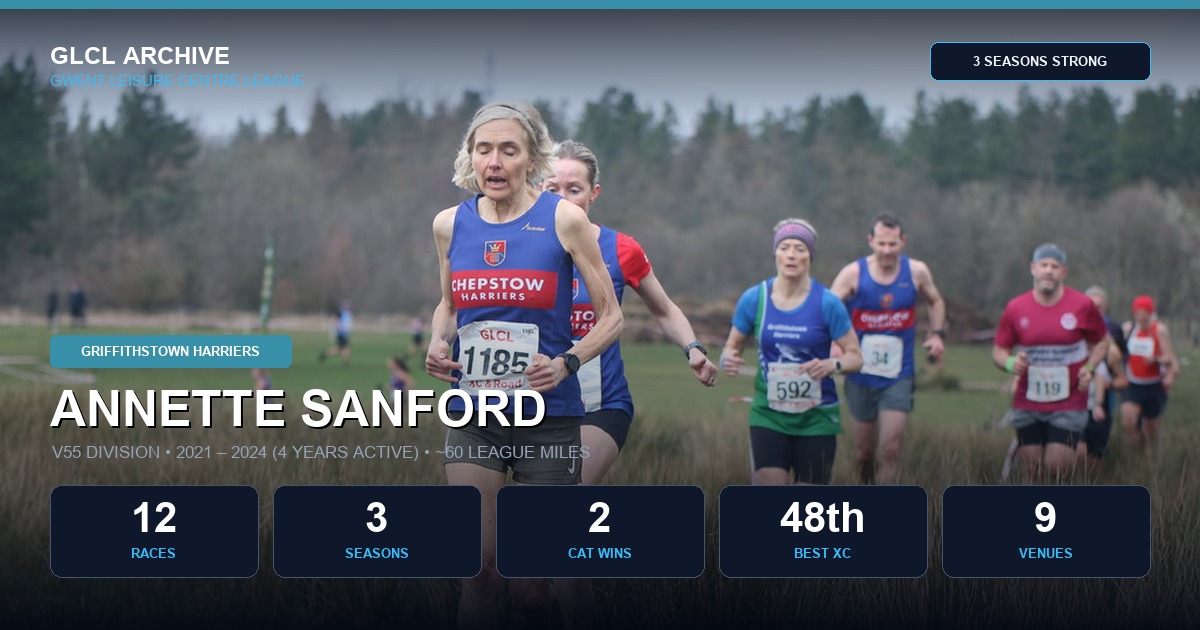 GLCL ARCHIVE
GWENT LEISURE CENTRE LEAGUE
3 SEASONS STRONG
CHEPSTOW
HARRIERS
GLCL
1185
XC & Road
Griffithstown
Harriers
592
34
119
GRIFFITHSTOWN HARRIERS
ANNETTE SANFORD
V55 DIVISION • 2021 – 2024 (4 YEARS ACTIVE) • ~60 LEAGUE MILES
12
RACES
3
SEASONS
2
CAT WINS
48th
BEST XC
9
VENUES